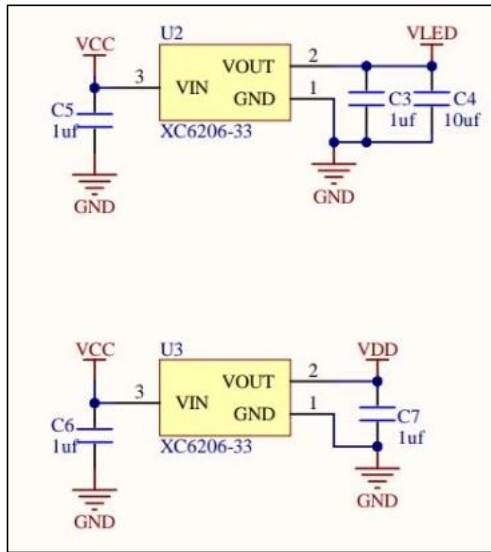 VCC
U2
VLED
3
VIN
VOUT
2
GND
1
C5
1uf
XC6206-33
C3
1uf
C4
10uf
GND
GND
VCC
U3
VDD
3
VIN
VOUT
2
GND
1
C6
1uf
XC6206-33
C7
1uf
GND
GND